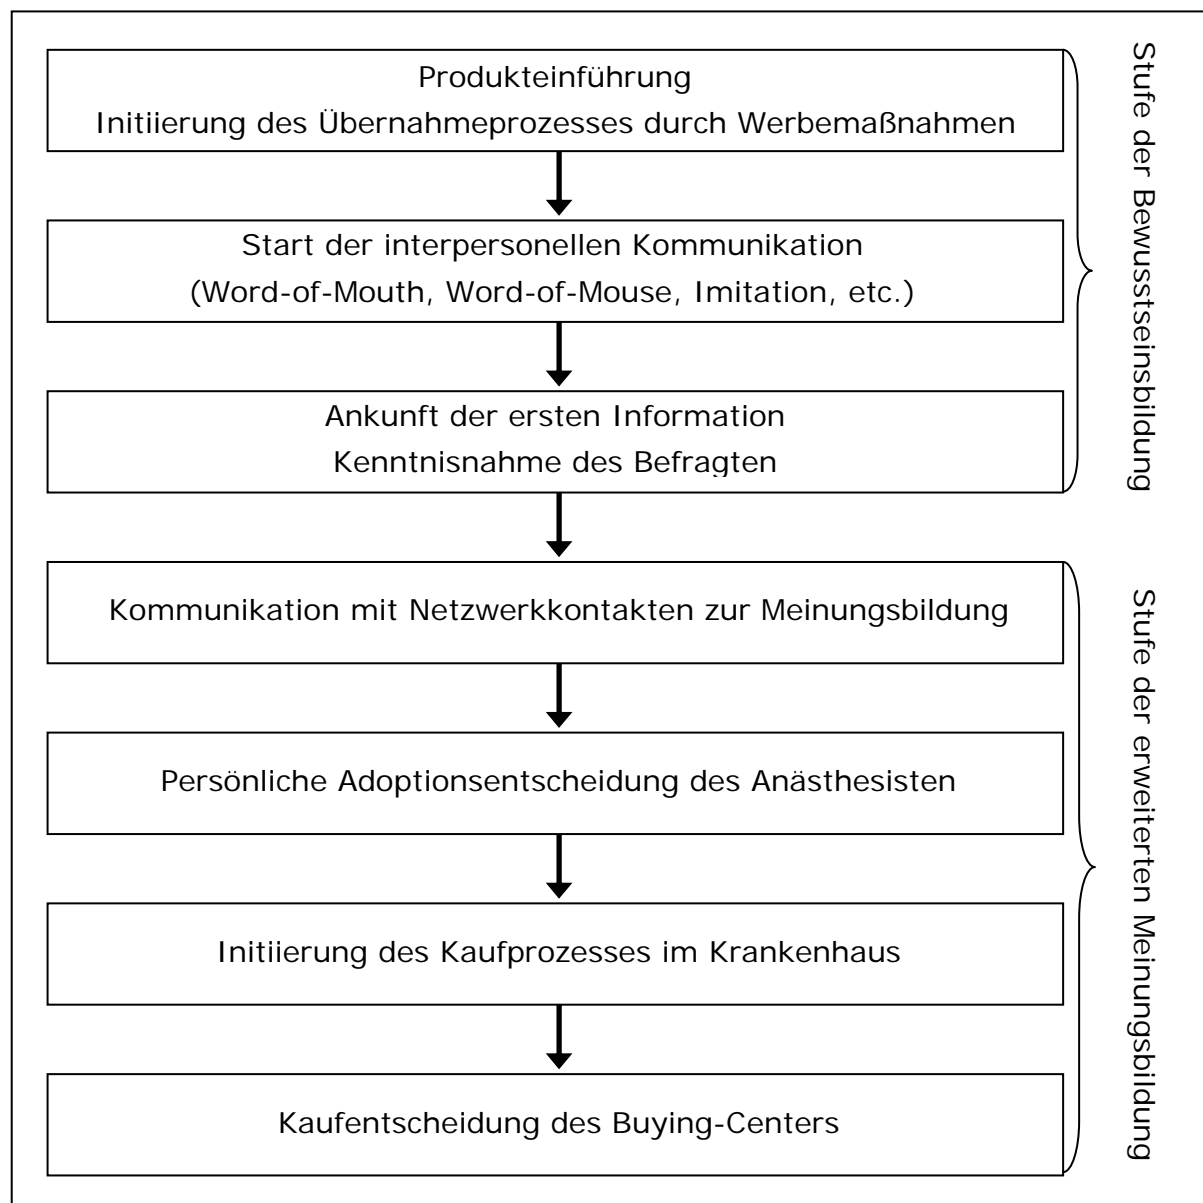 Produkteinführung
Initiierung des Übernahmeprozesses durch Werbemaßnahmen
Start der interpersonellen Kommunikation
(Word-of-Mouth, Word-of-Mouse, Imitation, etc.)
Ankunft der ersten Information
Kenntnisnahme des Befragten
Stufe der Bewusstseinsbildung
Kommunikation mit Netzwerkkontakten zur Meinungsbildung
Persönliche Adoptionsentscheidung des Anästhesisten
Initiierung des Kaufprozesses im Krankenhaus
Kaufentscheidung des Buying-Centers
Stufe der erweiterten Meinungsbildung